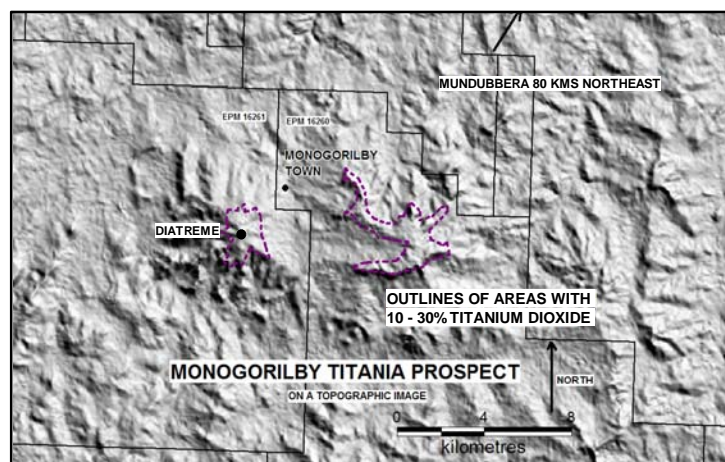 MUNDUBBERA 80 KMS NORTHEAST
EPM 16261
EPM 16260
MONOGORILBY
TOWN
DIATREME
OUTLINES OF AREAS WITH
10 - 30% TITANIUM DIOXIDE
MONOGORILBY TITANIA PROSPECT
ON A TOPOGRAPHIC IMAGE
NORTH
0 4 8
kilometres